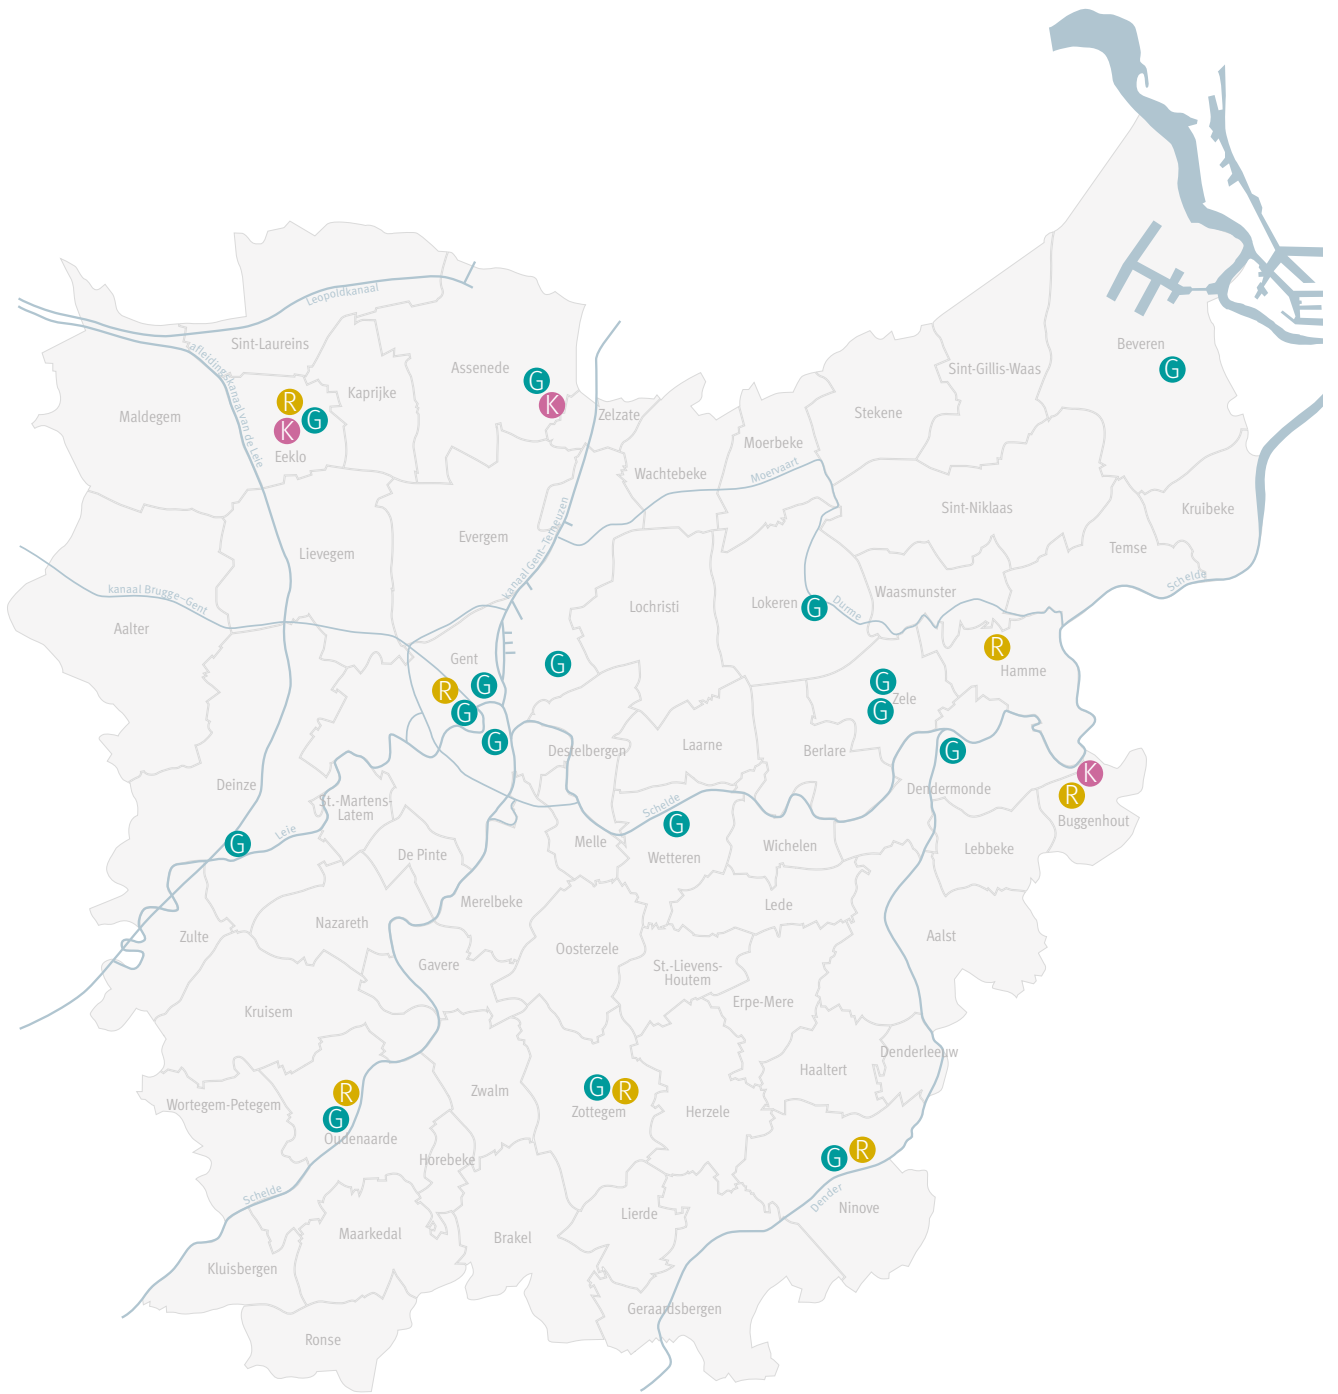 Leopoldkanaal
Sint-Laureins
afleidingskanaal van de Leie
Beveren
G
Assenede
G
K
Sint-Gillis-Waas
Kaprijke
R
G
K
Eeklo
Maldegem
Zelzate
Stekene
Moerbeke
Wachtebeke
Moervaart
Sint-Niklaas
Kruibeke
Evergem
kanaal Gent–Terneuzen
Lievegem
Temse
Schelde
kanaal Brugge–Gent
Waasmunster
Lochristi
Lokeren
G
Durme
Aalter
Gent
G
R
G
G
G
R
Hamme
G
Zele
G
Destelbergen
Laarne
Berlare
G
Dendermonde
K
R
Buggenhout
Deinze
St.-Martens-
Latem
G
Leie
Schelde
G
Wetteren
Melle
Wichelen
Lebbeke
De Pinte
Merelbeke
Lede
Nazareth
Zulte
Aalst
Oosterzele
Gavere
St.-Lievens-
Houtem
Erpe-Mere
Kruisem
Denderleeuw
Haaltert
R
G
Oudenaarde
Wortegem-Petegem
Zwalm
G
R
Zottegem
Herzele
Horebeke
G
R
Schelde
Dender
Ninove
Lierde
Maarkedal
Brakel
Kluisbergen
Geraardsbergen
Ronse